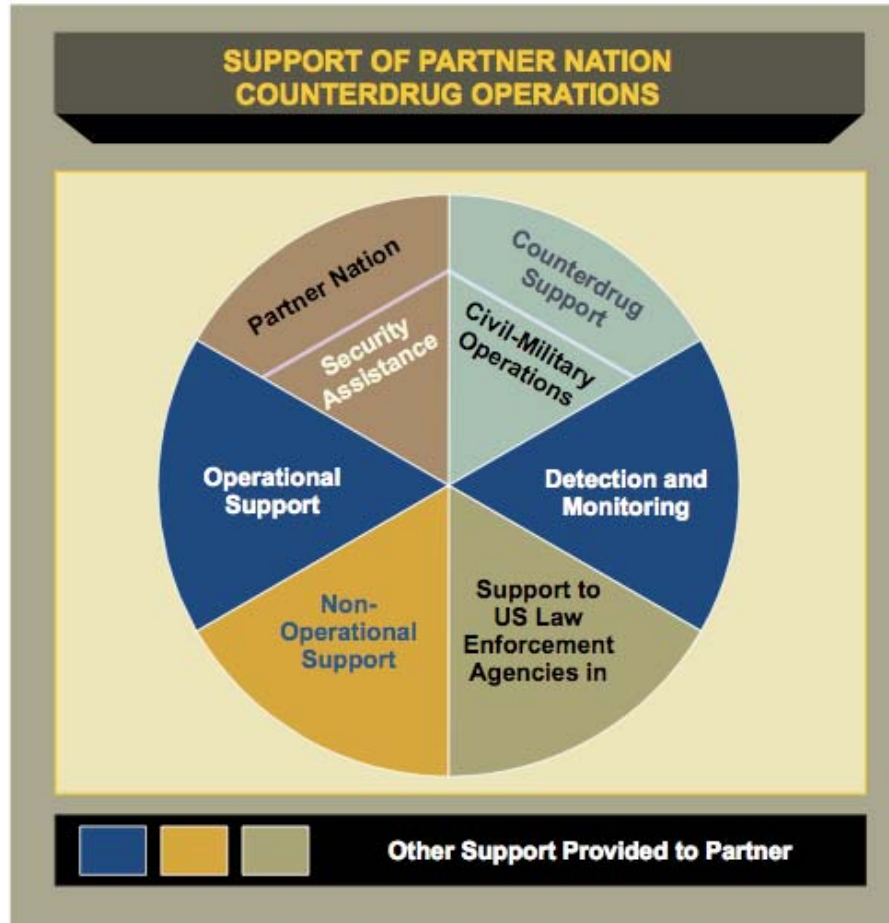 SUPPORT OF PARTNER NATION
COUNTERDRUG OPERATIONS
Partner Nation
Counterdrug
Support
Security
Assistance
Civil-Military
Operations
Operational
Support
Detection and
Monitoring
Non-
Operational
Support
Support to
US Law
Enforcement
Agencies in
Other Support Provided to Partner